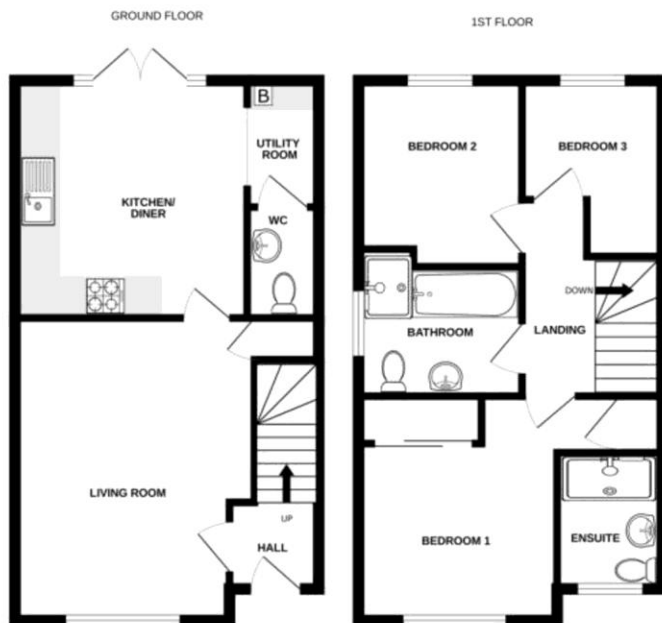 GROUND FLOOR
B
UTILITY
ROOM
KITCHEN/
DINER
WC
LIVING ROOM
UP
HALL
1ST FLOOR
BEDROOM 2
BEDROOM 3
DOWN
BATHROOM
LANDING
BEDROOM 1
ENSUITE